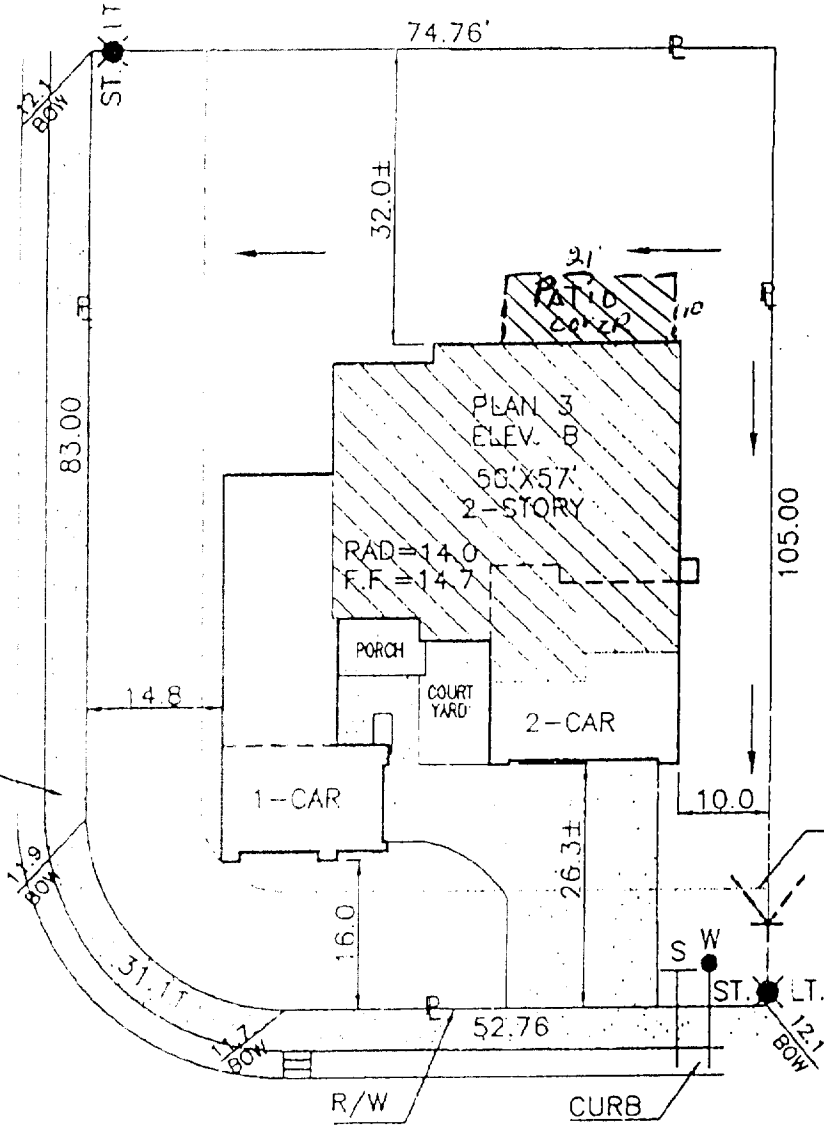 74.76'
ST. LT
12.1
BOW
32.0±
21'
PATIO
10
83.00
PLAN 3
ELEV. B
50'X57'
2-STORY
105.00
RAD=14.0
F.F.=14.7
PORCH
COURT
YARD
14.8
2-CAR
1-CAR
10.0
11.9
BOW
26.3±
16.0
S W
31.11
ST. LT.
52.76
12.1
BOW
11.7
BOW
R/W
CURB